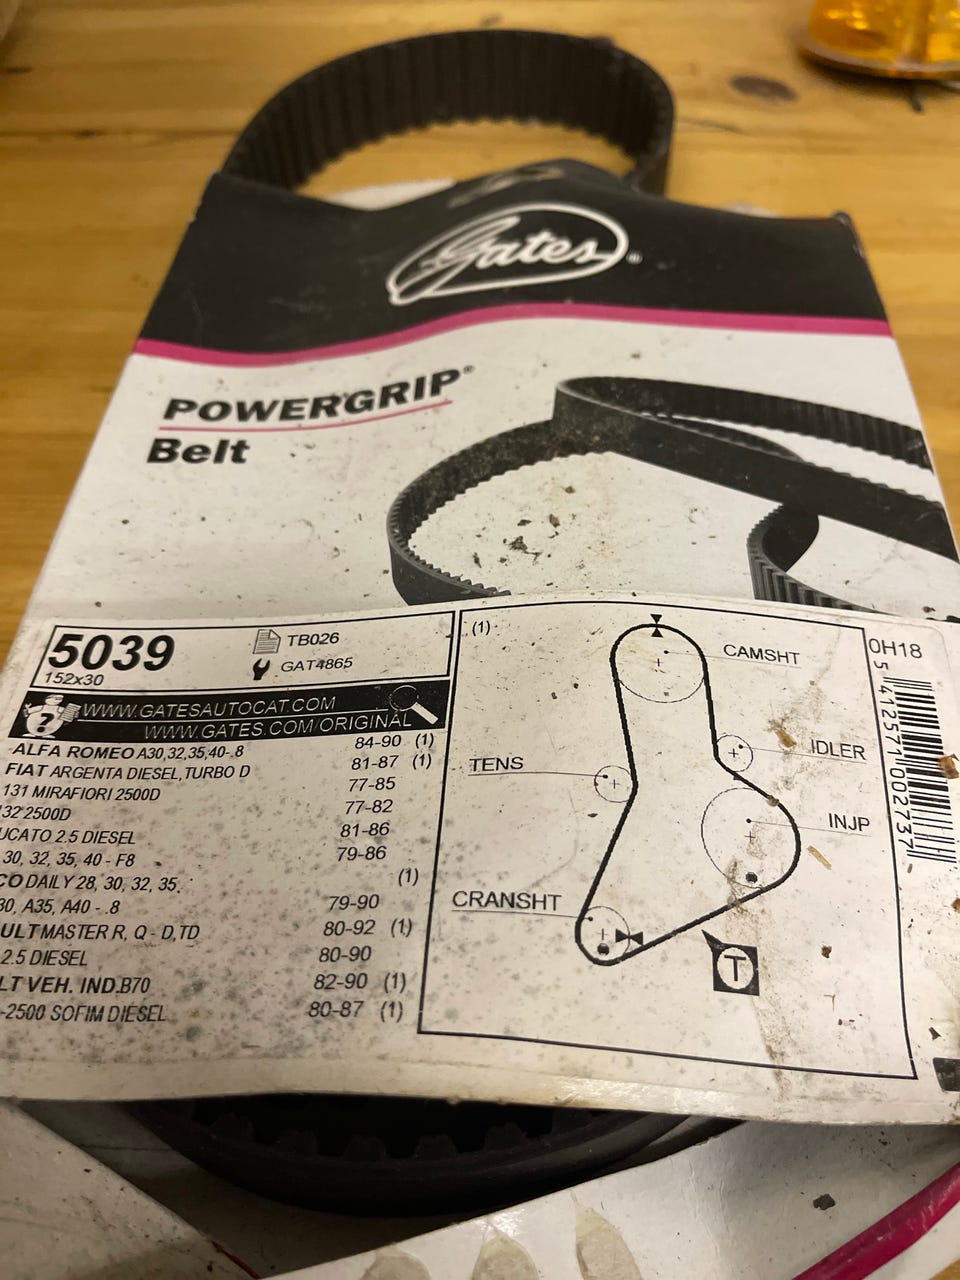 Gates®
POWERGRIP®
Belt
5039
152x30
TB026
GAT4865
WWW.GATESAUTOCAT.COM
WWW.GATES.COM/ORIGINAL
ALFA ROMEO A30,32,35,40-.8 84-90 (1)
FIAT ARGENTA DIESEL,TURBO D 81-87 (1)
131 MIRAFIORI 2500D 77-85
32 2500D 77-82
UCATO 2.5 DIESEL 81-86
30, 32, 35, 40 - F8 79-86
CO DAILY 28, 30, 32, 35, (1)
30, A35, A40 - .8 79-90
ULT MASTER R, Q - D,TD 80-92 (1)
2.5 DIESEL 80-90
LT VEH. IND.B70 82-90 (1)
-2500 SOFIM DIESEL 80-87 (1)
(1)
CAMSHT
IDLER
TENS
INJP
CRANSHT
T
0H18
5 412571 002737